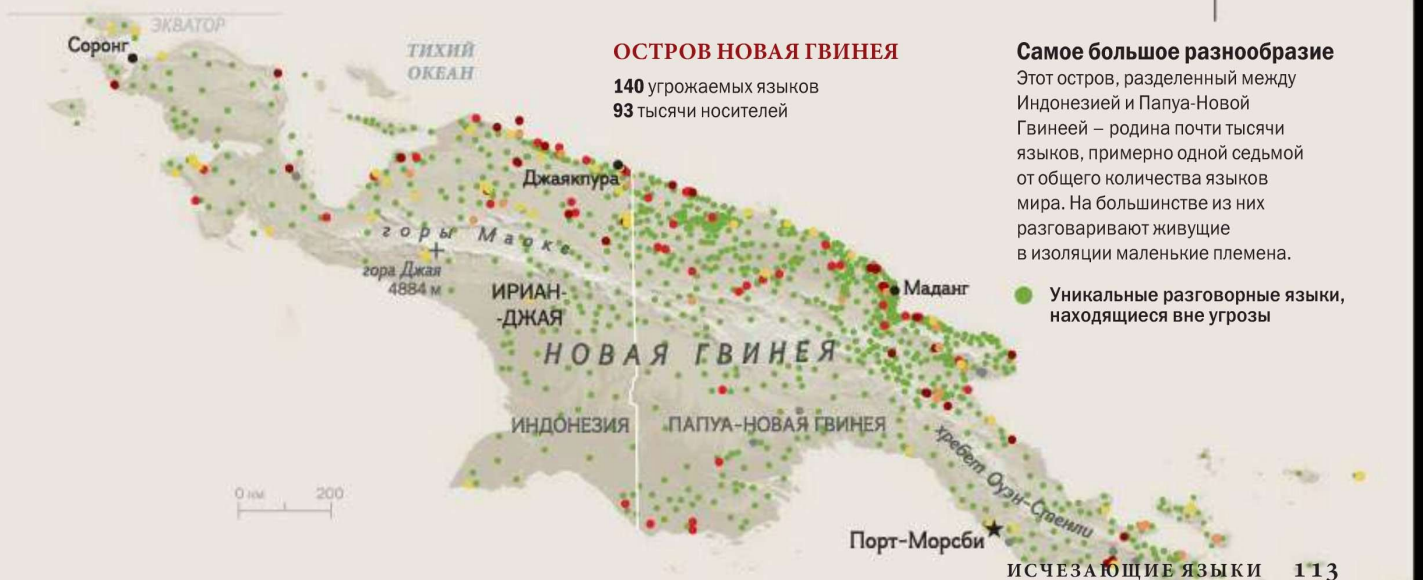 ЭКВАТОР
Соронг
ТИХИЙ
ОКЕАН
ОСТРОВ НОВАЯ ГВИНЕЯ
140 угрожаемых языков
93 тысячи носителей
Самое большое разнообразие
Этот остров, разделенный между
Индонезией и Папуа-Новой
Гвинеей – родина почти тысячи
языков, примерно одной седьмой
от общего количества языков
мира. На большинстве из них
разговаривают живущие
в изоляции маленькие племена.
Уникальные разговорные языки,
находящиеся вне угрозы
Джаякпура
горы Маоке
гора Джая
4884 м
ИРИАН-
-ДЖАЯ
Маданг
НОВАЯ ГВИНЕЯ
ИНДОНЕЗИЯ
ПАПУА-НОВАЯ ГВИНЕЯ
хребет Оуэн-Стенли
0 км 200
Порт-Морсби
ИСЧЕЗАЮЩИЕ ЯЗЫКИ 113